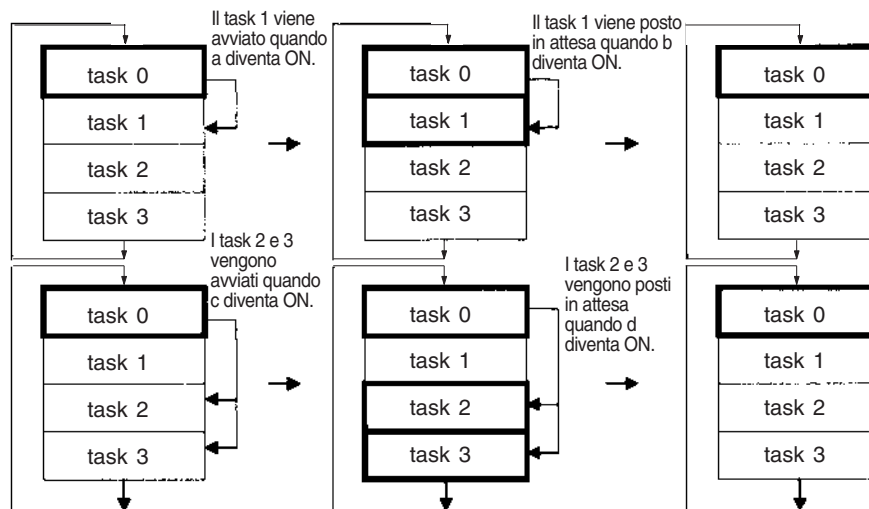 Il task 1 viene
avviato quando
a diventa ON.
task 0
task 1
task 2
task 3
Il task 1 viene posto
in attesa quando b
diventa ON.
task 0
task 1
task 2
task 3
task 0
task 1
task 2
task 3
I task 2 e 3
vengono
avviati quando
c diventa ON.
task 0
task 1
task 2
task 3
I task 2 e 3
vengono posti
in attesa
quando d
diventa ON.
task 0
task 1
task 2
task 3
task 0
task 1
task 2
task 3